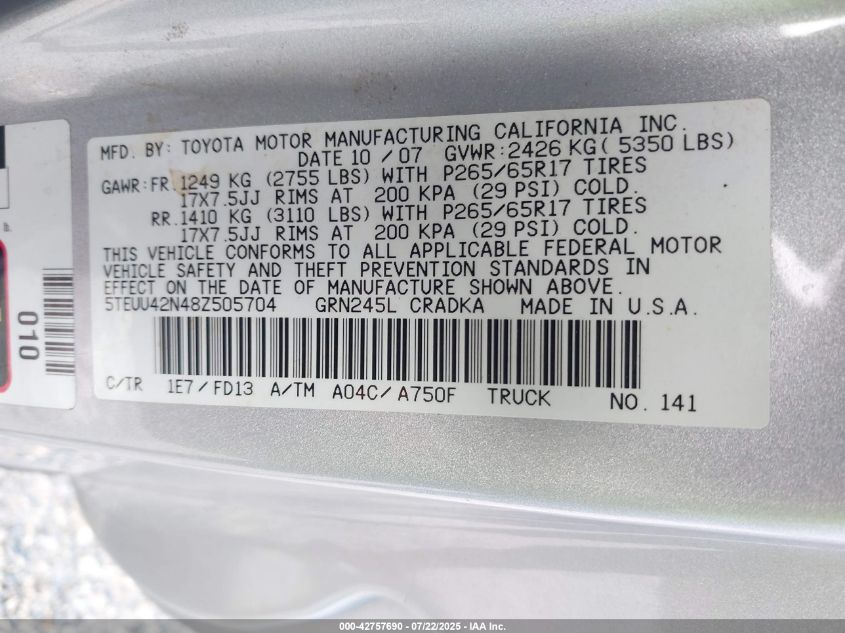 MFD. BY: TOYOTA MOTOR MANUFACTURING CALIFORNIA INC.
DATE 10 / 07 GVWR: 2426 KG ( 5350 LBS)
GAWR: FR. 1249 KG (2755 LBS) WITH P265/65R17 TIRES
17X7.5JJ RIMS AT 200 KPA (29 PSI) COLD.
RR. 1410 KG (3110 LBS) WITH P265/65R17 TIRES
17X7.5JJ RIMS AT 200 KPA (29 PSI) COLD.
THIS VEHICLE CONFORMS TO ALL APPLICABLE FEDERAL MOTOR
VEHICLE SAFETY AND THEFT PREVENTION STANDARDS IN
EFFECT ON THE DATE OF MANUFACTURE SHOWN ABOVE.
5TEUU42N48Z505704 GRN245L CRADKA MADE IN U.S.A.
C/TR 1E7 / FD13 A/TM A04C / A750F TRUCK NO. 141
010
000-42757690 - 07/22/2025 - IAA Inc.